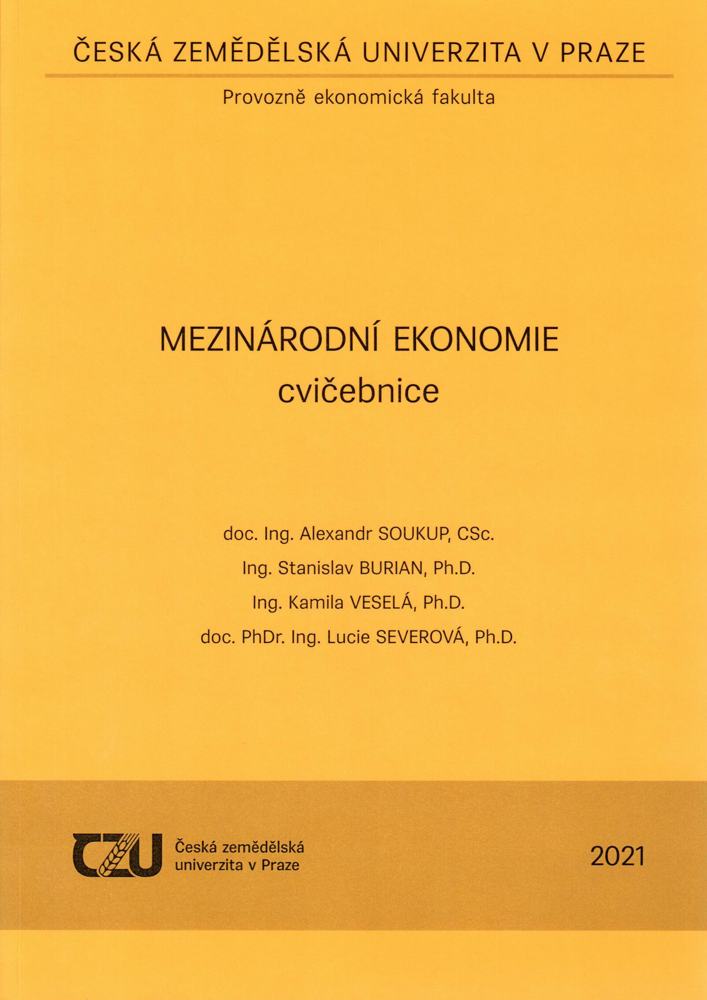 ČESKÁ ZEMĚDĚLSKÁ UNIVERZITA V PRAZE
Provozně ekonomická fakulta
MEZINÁRODNÍ EKONOMIE
cvičebnice
doc. Ing. Alexandr SOUKUP, CSc.
Ing. Stanislav BURIAN, Ph.D.
Ing. Kamila VESELÁ, Ph.D.
doc. PhDr. Ing. Lucie SEVEROVÁ, Ph.D.
CZU
Česká zemědělská
univerzita v Praze
2021